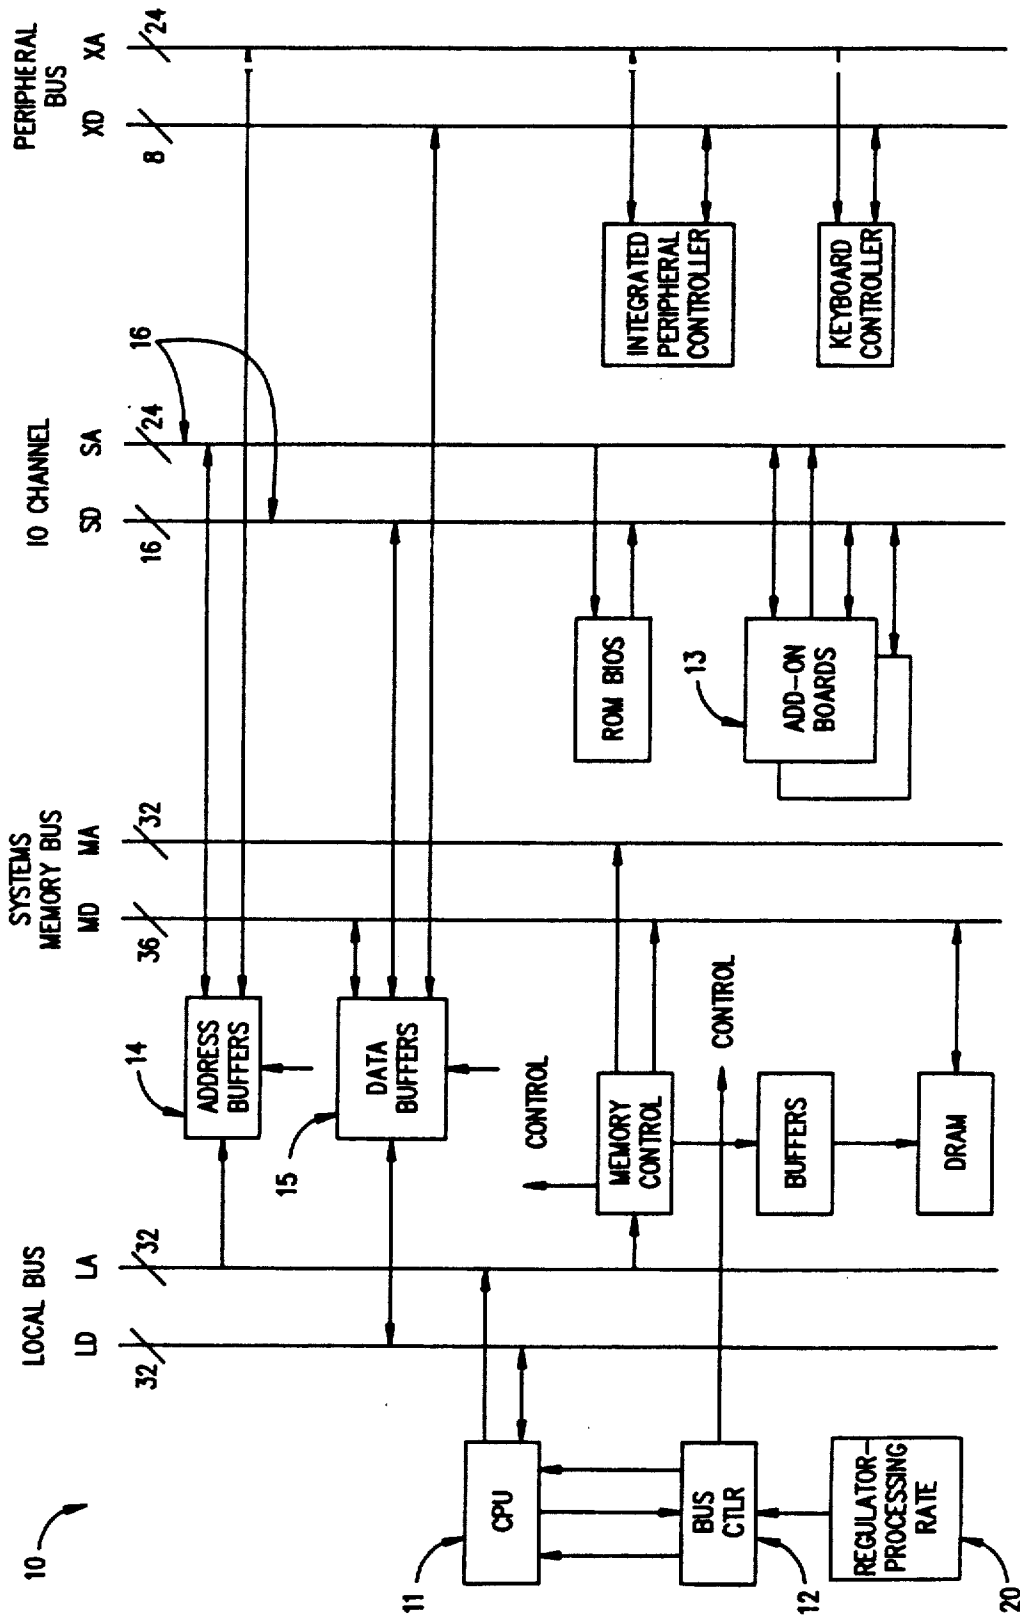 10
LOCAL BUS
LD
LA
32
32
SYSTEMS
MEMORY BUS
MD
MA
36
32
IO CHANNEL
SD
SA
16
24
PERIPHERAL
BUS
XD
XA
8
24
16
14
ADDRESS
BUFFERS
15
DATA
BUFFERS
11
CPU
CONTROL
MEMORY
CONTROL
ROM BIOS
INTEGRATED
PERIPHERAL
CONTROLLER
12
BUS
CTLR
CONTROL
13
BUFFERS
ADD-ON
BOARDS
KEYBOARD
CONTROLLER
20
REGULATOR-
PROCESSING
RATE
DRAM